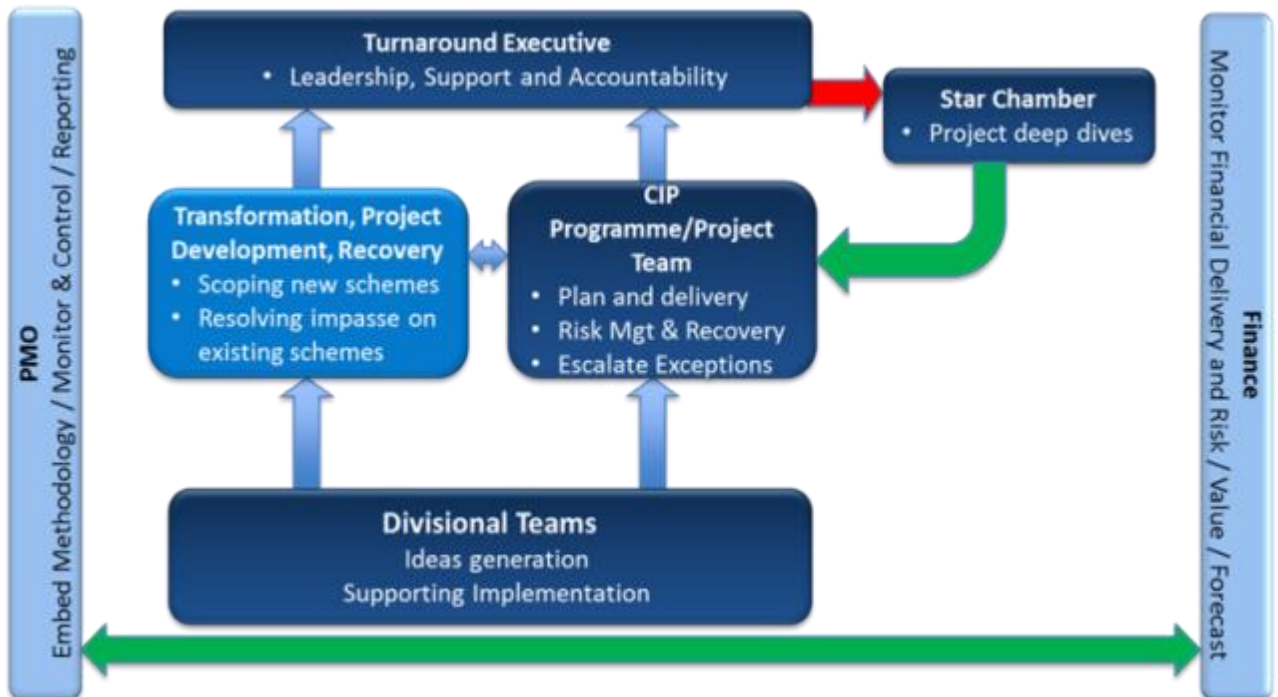 PMO
Embed Methodology / Monitor & Control / Reporting
Turnaround Executive
• Leadership, Support and Accountability
Star Chamber
• Project deep dives
Transformation, Project
Development, Recovery
• Scoping new schemes
• Resolving impasse on
existing schemes
CIP
Programme/Project
Team
• Plan and delivery
• Risk Mgt & Recovery
• Escalate Exceptions
Divisional Teams
Ideas generation
Supporting Implementation
Finance
Monitor Financial Delivery and Risk / Value / Forecast